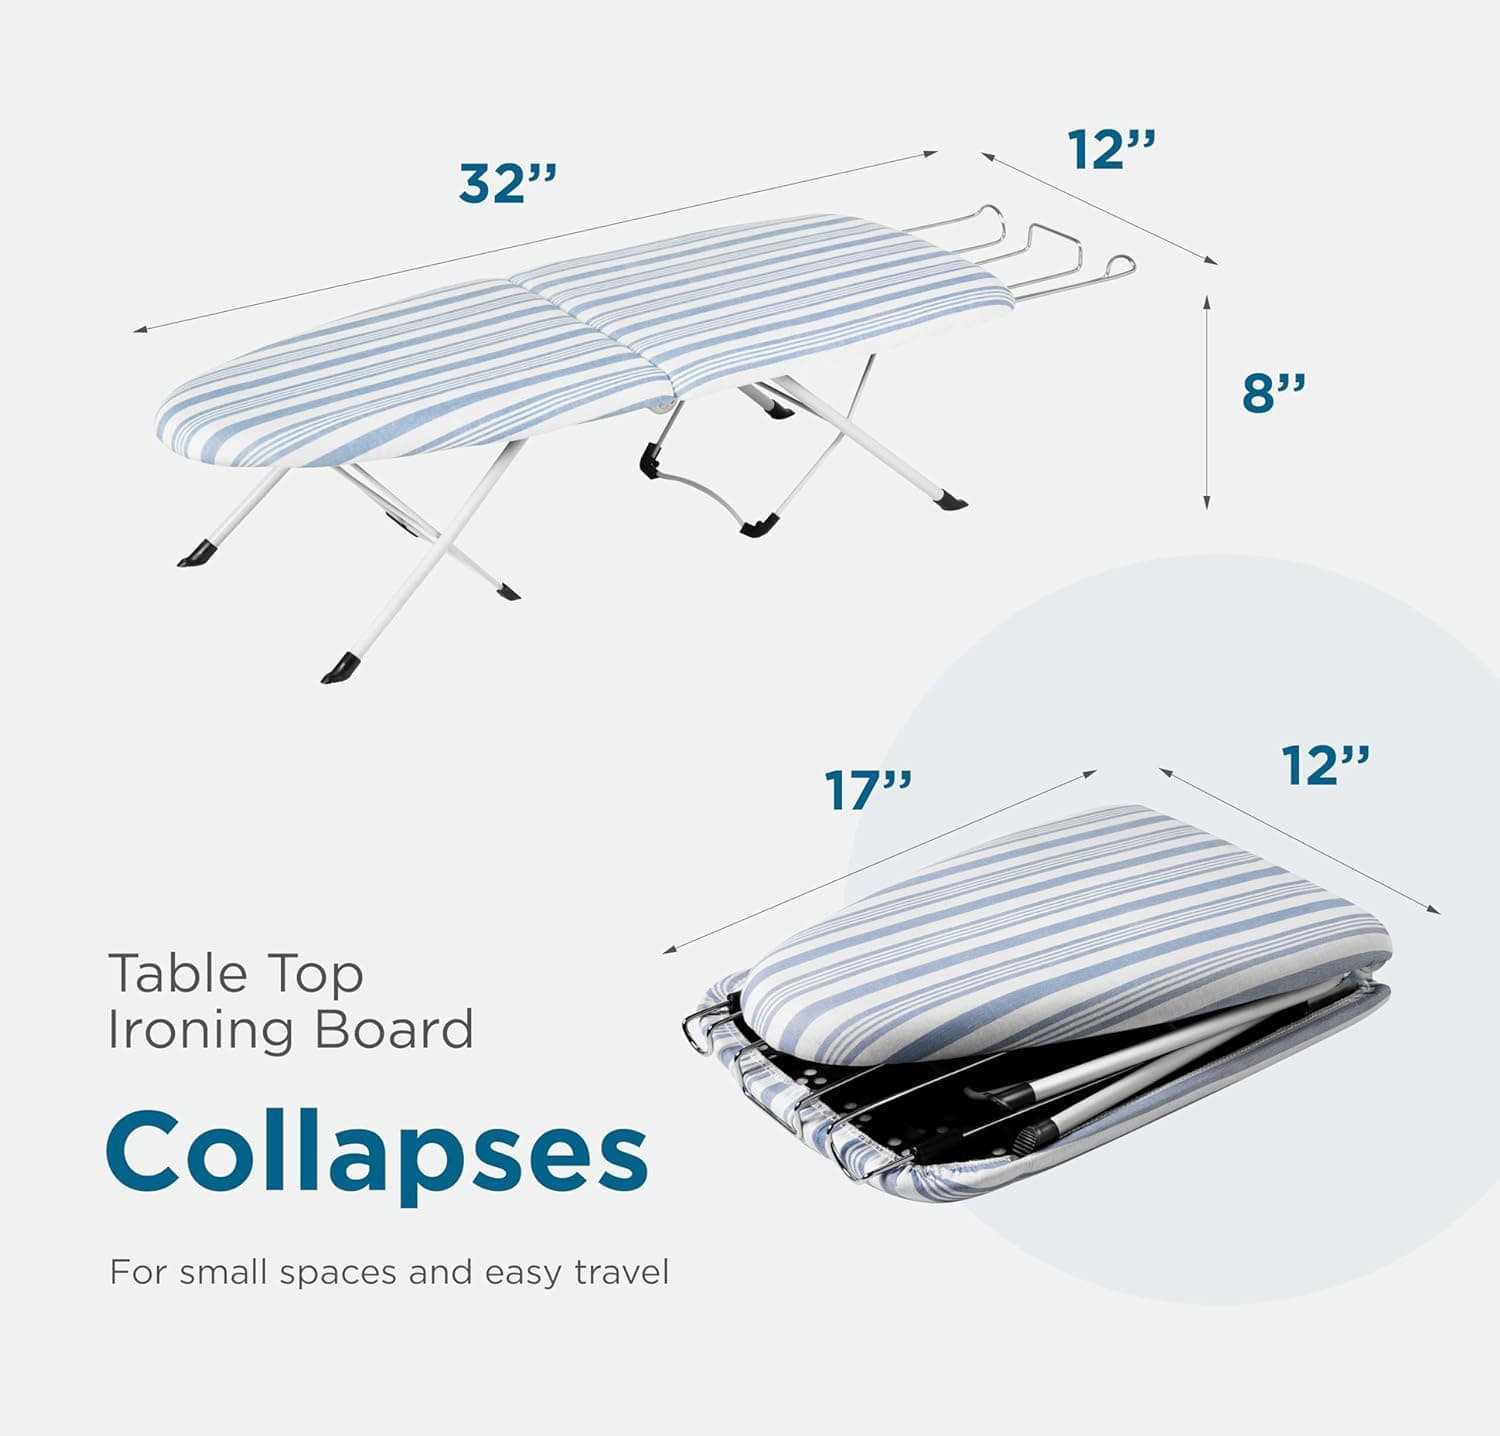 32’’
12’’
8’’
17’’
12’’
Table Top
Ironing Board
Collapses
For small spaces and easy travel